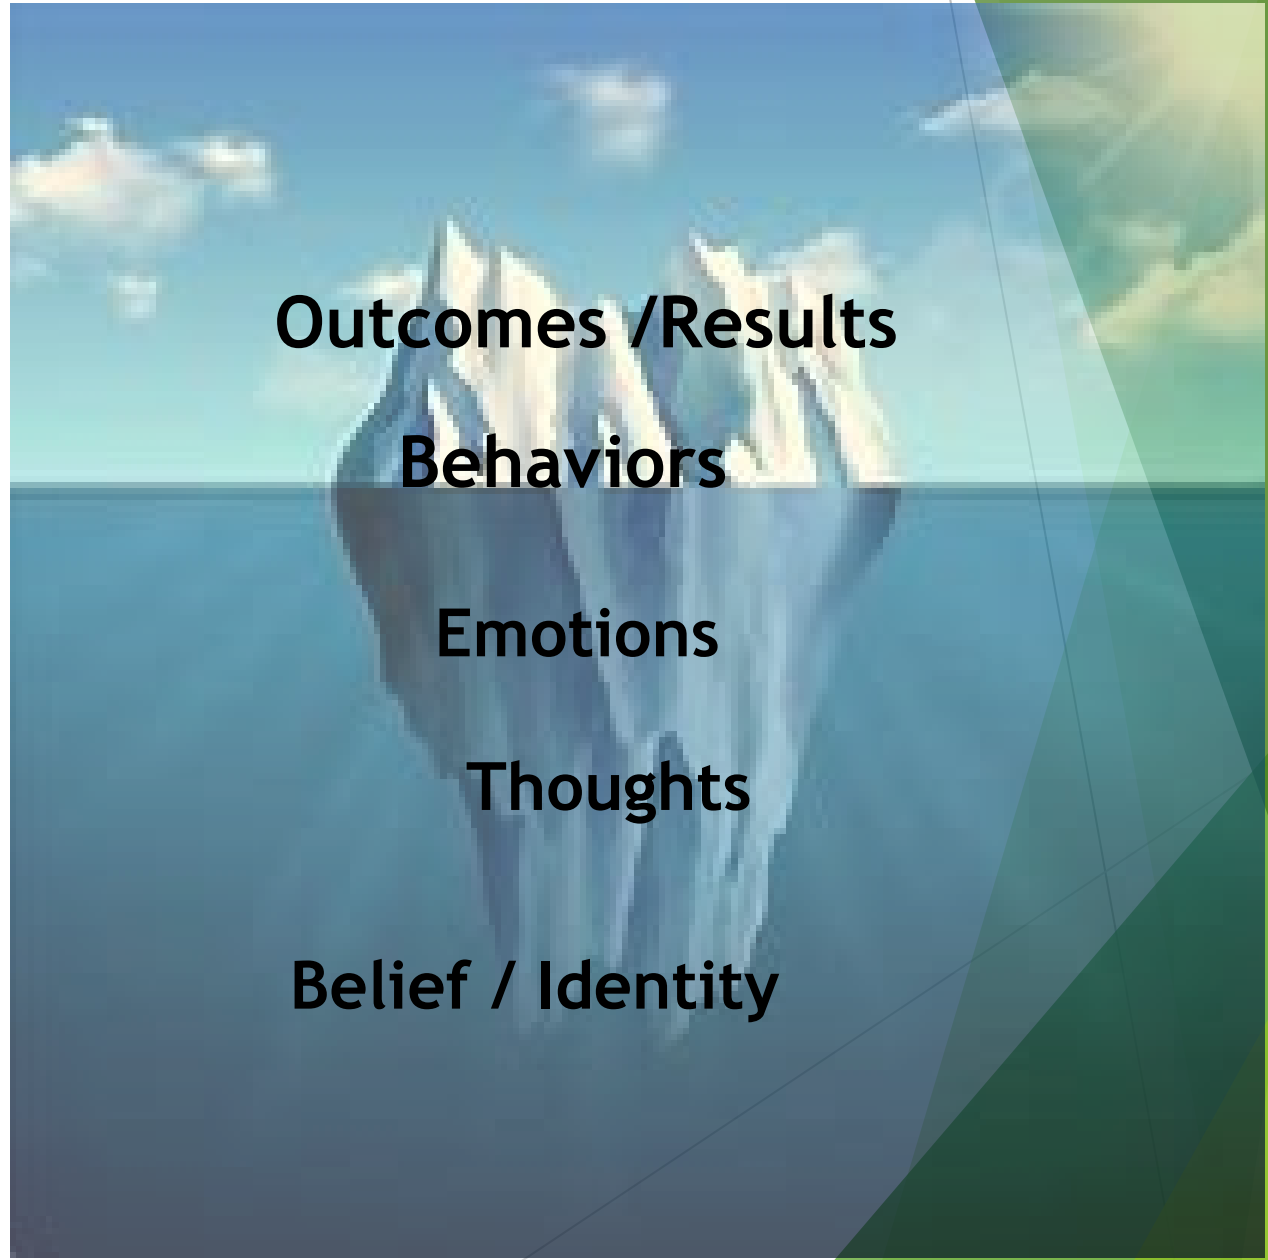 Outcomes /Results
Behaviors
Emotions
Thoughts
Belief / Identity